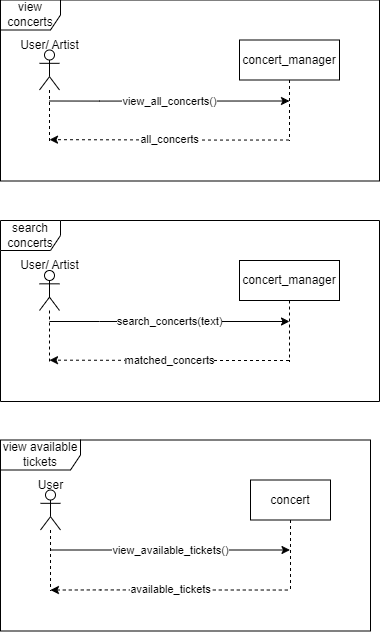 view
concerts
User/ Artist
concert_manager
view_all_concerts()
all_concerts
search
concerts
User/ Artist
concert_manager
search_concerts(text)
matched_concerts
view available
tickets
User
concert
view_available_tickets()
available_tickets